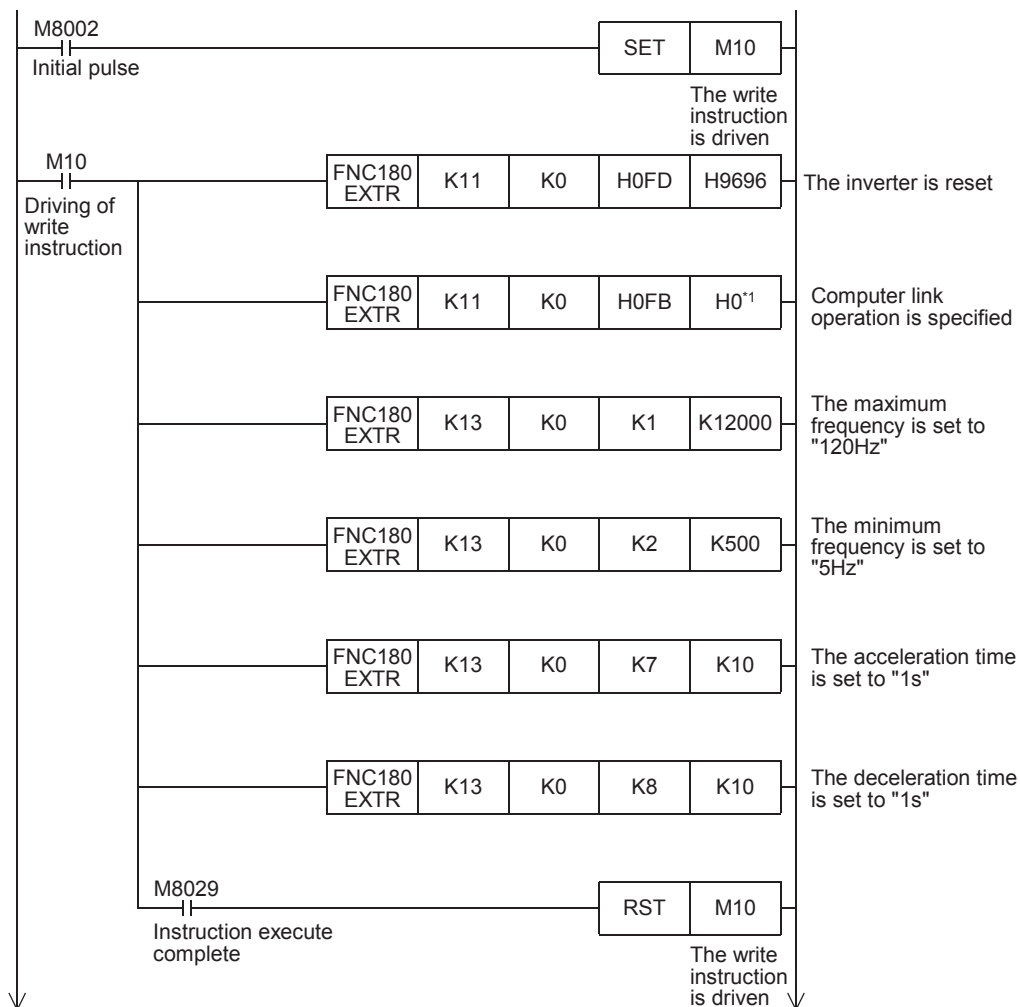 M8002
Initial pulse
SET M10
The write
instruction
is driven
M10
Driving of
write
instruction
FNC180
EXTR K11 K0 H0FD H9696
The inverter is reset
FNC180
EXTR K11 K0 H0FB H0*1
Computer link
operation is specified
FNC180
EXTR K13 K0 K1 K12000
The maximum
frequency is set to
"120Hz"
FNC180
EXTR K13 K0 K2 K500
The minimum
frequency is set to
"5Hz"
FNC180
EXTR K13 K0 K7 K10
The acceleration time
is set to "1s"
FNC180
EXTR K13 K0 K8 K10
The deceleration time
is set to "1s"
M8029
Instruction execute
complete
RST M10
The write
instruction
is driven